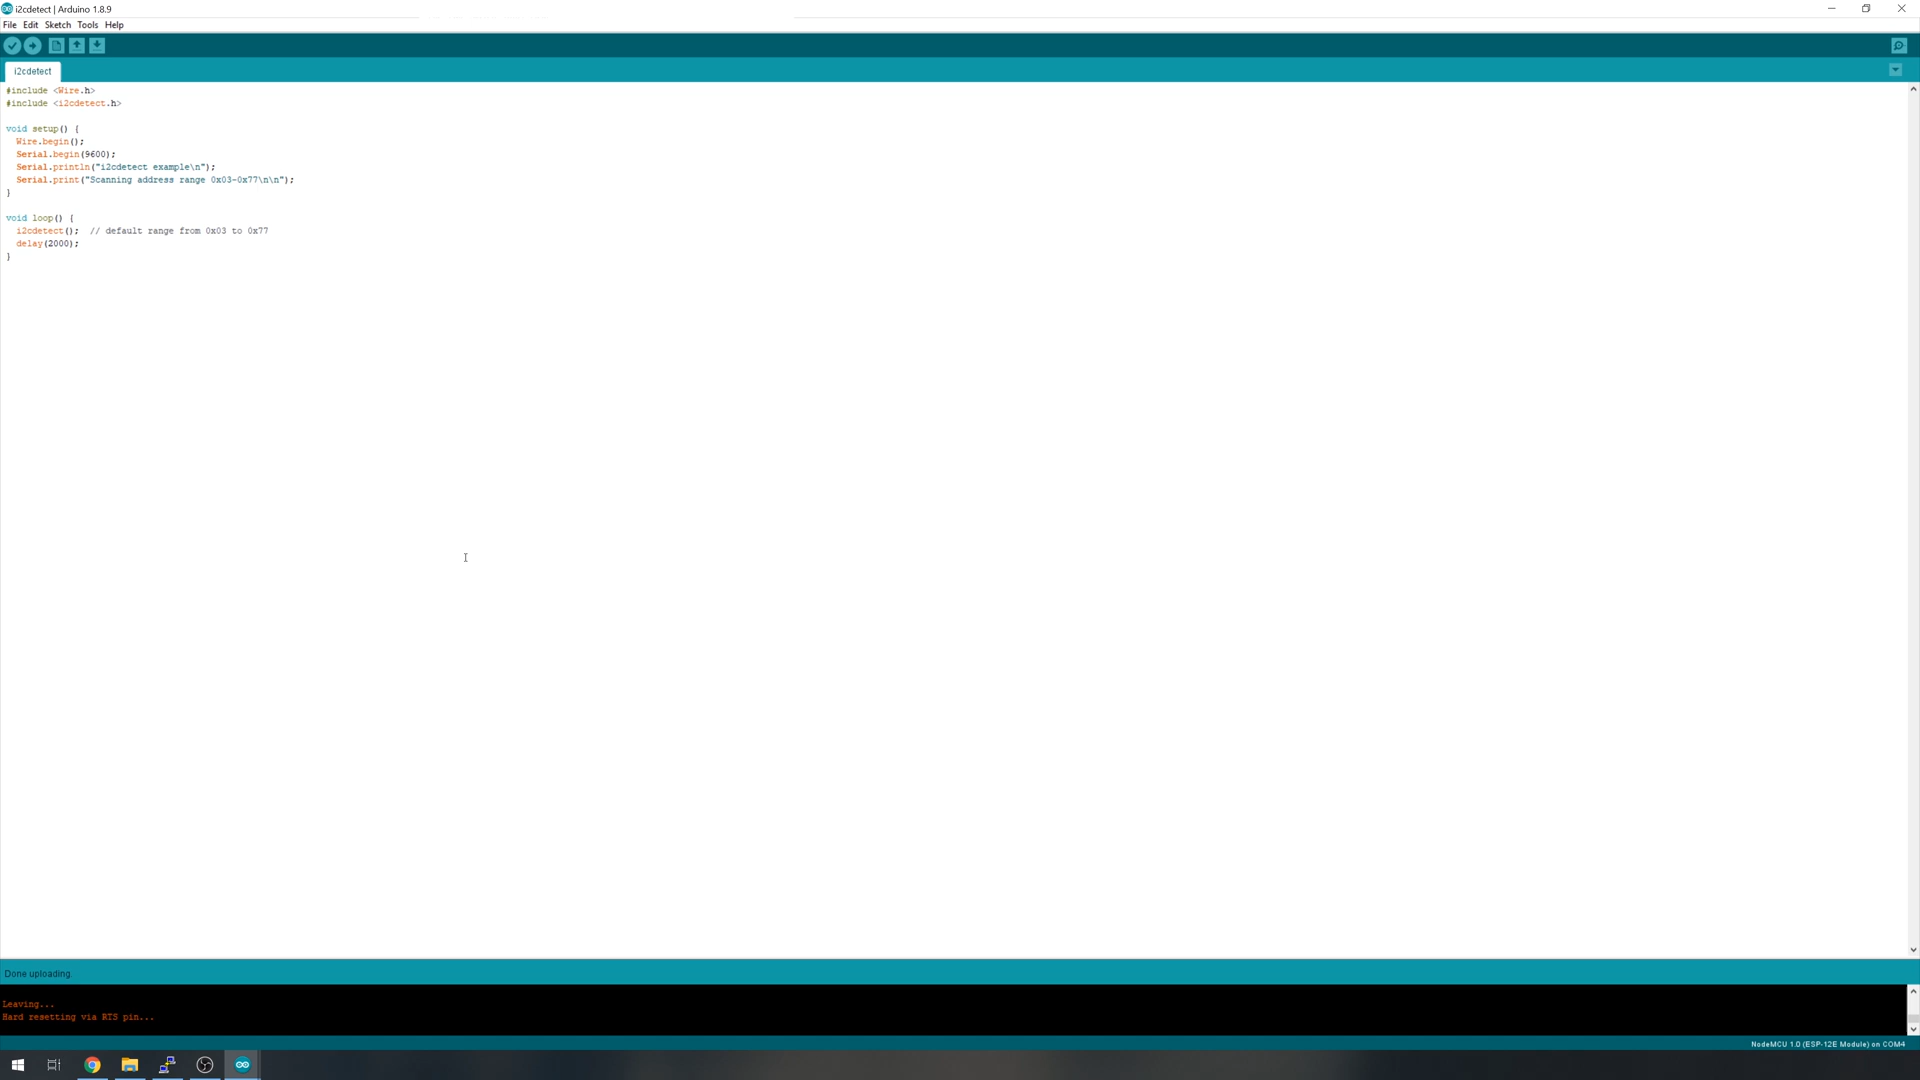 i2cdetect | Arduino 1.8.9
File Edit Sketch Tools Help
i2cdetect
#include <Wire.h>
#include <i2cdetect.h>
void setup() {
Wire.begin();
Serial.begin(9600);
Serial.println("i2cdetect example\n");
Serial.print("Scanning address range 0x03-0x77\n\n");
}
void loop() {
i2cdetect(); // default range from 0x03 to 0x77
delay(2000);
}
Done uploading.
Leaving...
Hard resetting via RTS pin...
NodeMCU 1.0 (ESP-12E Module) on COM4